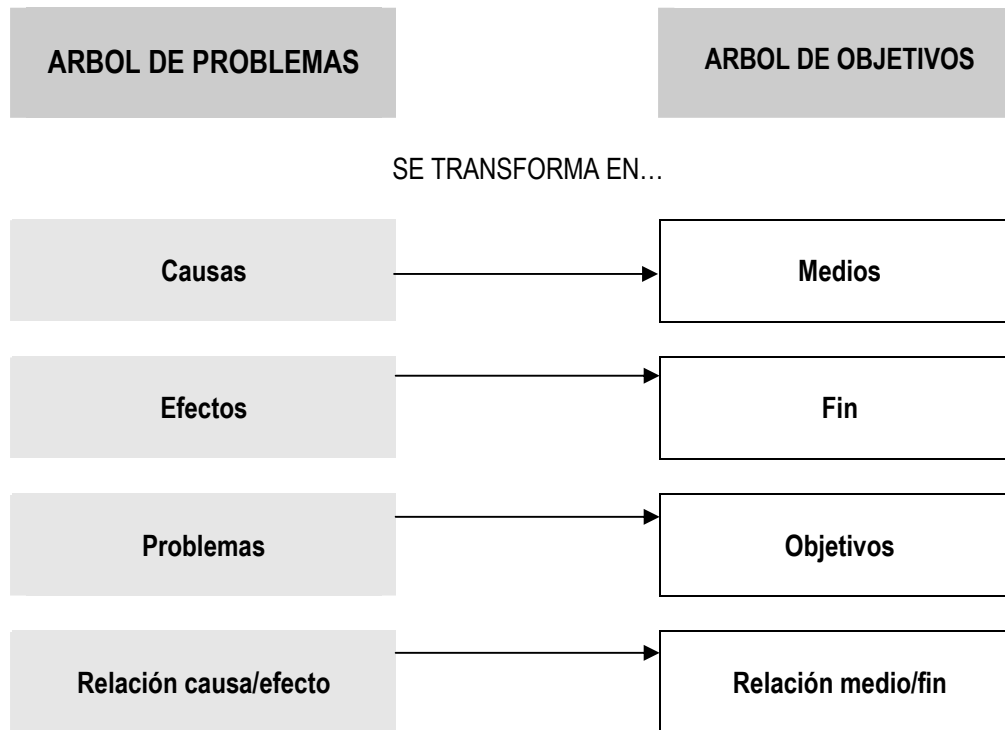 ARBOL DE PROBLEMAS
ARBOL DE OBJETIVOS
SE TRANSFORMA EN…
Causas
Medios
Efectos
Fin
Problemas
Objetivos
Relación causa/efecto
Relación medio/fin